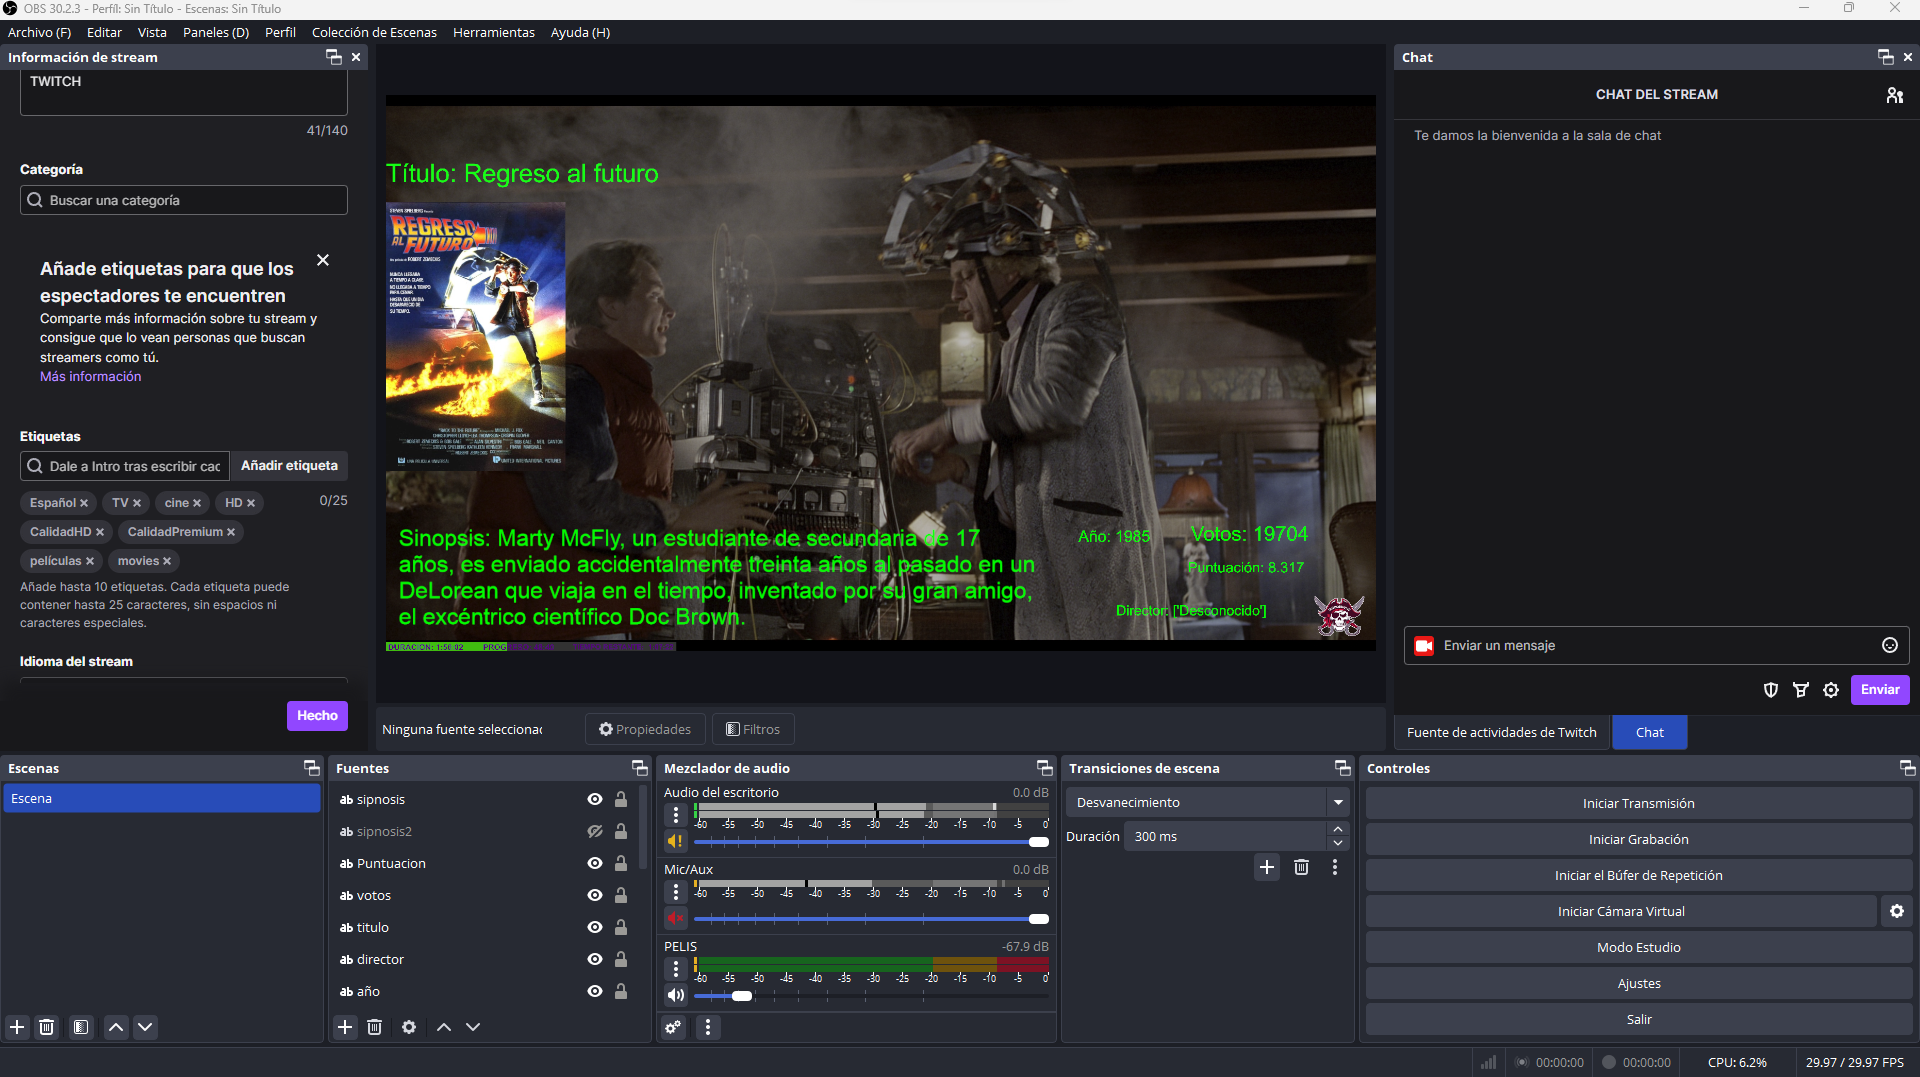 OBS 30.2.3 - Perfil: Sin Título - Escenas: Sin Título
Archivo (F) Editar Vista Paneles (D) Perfil Colección de Escenas Herramientas Ayuda (H)
Información de stream
TWITCH
41/140
Categoría
Buscar una categoría
Añade etiquetas para que los
espectadores te encuentren
Comparte más información sobre tu stream y
consigue que lo vean personas que buscan
streamers como tú.
Más información
Etiquetas
Dale a Intro tras escribir cac
Añadir etiqueta
Español TV cine HD
0/25
CalidadHD CalidadPremium
películas movies
Añade hasta 10 etiquetas. Cada etiqueta puede
contener hasta 25 caracteres, sin espacios ni
caracteres especiales.
Idioma del stream
Hecho
Título: Regreso al futuro
REGRESO
AL FUTURO
Sinopsis: Marty McFly, un estudiante de secundaria de 17
años, es enviado accidentalmente treinta años al pasado en un
DeLorean que viaja en el tiempo, inventado por su gran amigo,
el excéntrico científico Doc Brown.
Año: 1985
Votos: 19704
Puntuación: 8.317
Director: ['Desconocido']
DURACION: 1:56:02 PROG
Ninguna fuente seleccionac
Propiedades
Filtros
Chat
CHAT DEL STREAM
Te damos la bienvenida a la sala de chat
Enviar un mensaje
Enviar
Fuente de actividades de Twitch
Chat
Escenas
Escena
Fuentes
ab sipnosis
ab sipnosis2
ab Puntuacion
ab votos
ab titulo
ab director
ab año
Mezclador de audio
Audio del escritorio 0.0 dB
-60 -55 -50 -45 -40 -35 -30 -25 -20 -15 -10 -5 0
Mic/Aux 0.0 dB
-60 -55 -50 -45 -40 -35 -30 -25 -20 -15 -10 -5 0
PELIS -67.9 dB
-60 -55 -50 -45 -40 -35 -30 -25 -20 -15 -10 -5 0
Transiciones de escena
Desvanecimiento
Duración 300 ms
Controles
Iniciar Transmisión
Iniciar Grabación
Iniciar el Búfer de Repetición
Iniciar Cámara Virtual
Modo Estudio
Ajustes
Salir
00:00:00 00:00:00 CPU: 6.2% 29.97 / 29.97 FPS